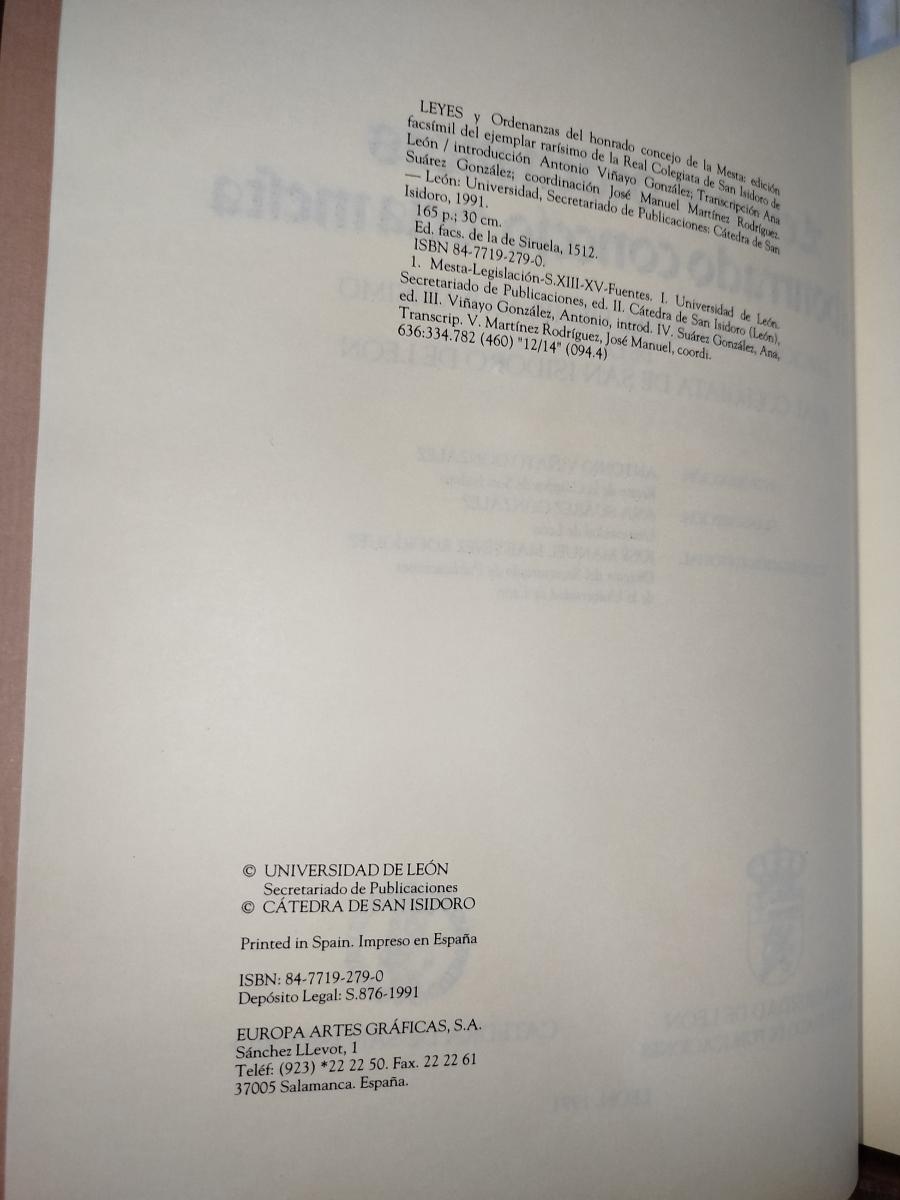 LEYES y Ordenanzas del honrado concejo de la Mesta: edición
facsímil del ejemplar rarísimo de la Real Colegiata de San Isidoro de
León / introducción Antonio Viñayo González; Transcripción Ana
Suárez González; coordinación José Manuel Martínez Rodríguez.
— León: Universidad, Secretariado de Publicaciones: Cátedra de San
Isidoro, 1991.
165 p.; 30 cm.
Ed. facs. de la de Siruela, 1512.
ISBN 84-7719-279-0.
1. Mesta-Legislación-S.XIII-XV-Fuentes. I. Universidad de León.
Secretariado de Publicaciones, ed. II. Cátedra de San Isidoro (León),
ed. III. Viñayo González, Antonio, introd. IV. Suárez González, Ana,
Transcrip. V. Martínez Rodríguez, José Manuel, coordi.
636:334.782 (460) "12/14" (094.4)
© UNIVERSIDAD DE LEÓN
Secretariado de Publicaciones
© CÁTEDRA DE SAN ISIDORO
Printed in Spain. Impreso en España
ISBN: 84-7719-279-0
Depósito Legal: S.876-1991
EUROPA ARTES GRÁFICAS, S.A.
Sánchez LLevot, 1
Teléf: (923) *22 22 50. Fax. 22 22 61
37005 Salamanca. España.